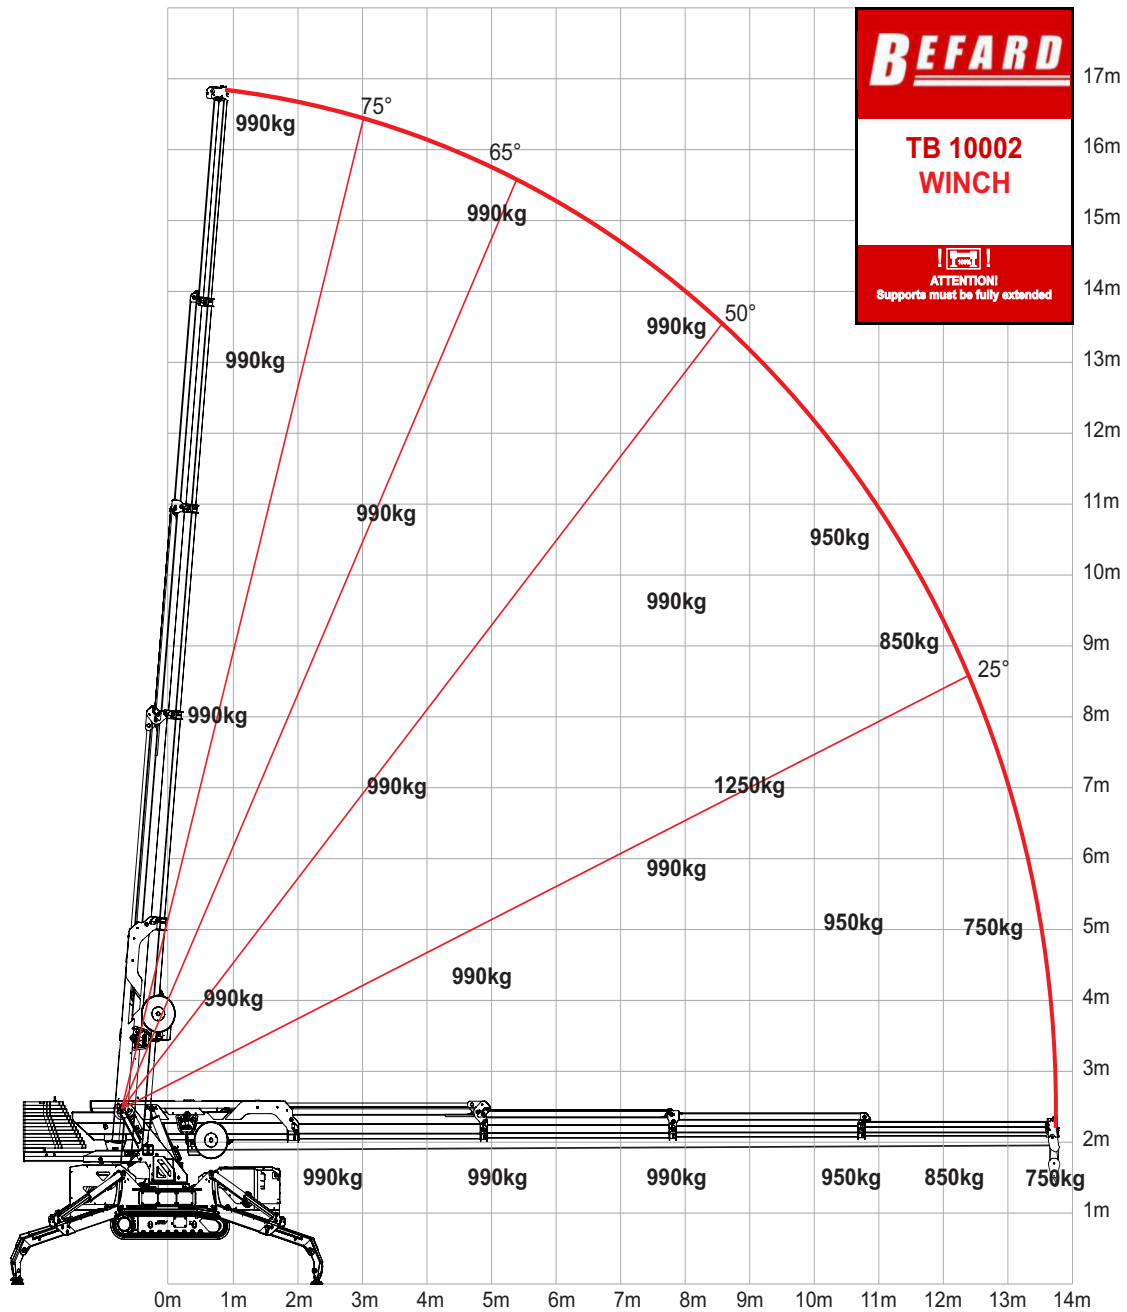 BEFARD
TB 10002
WINCH
! 100% !
ATTENTION!
Supports must be fully extended
17m
16m
15m
14m
13m
12m
11m
10m
9m
8m
7m
6m
5m
4m
3m
2m
1m
75°
990kg
65°
990kg
50°
990kg
990kg
990kg
950kg
990kg
850kg
25°
990kg
990kg
1250kg
990kg
950kg
750kg
990kg
990kg
990kg
990kg
990kg
950kg
850kg
750kg
0m 1m 2m 3m 4m 5m 6m 7m 8m 9m 10m 11m 12m 13m 14m